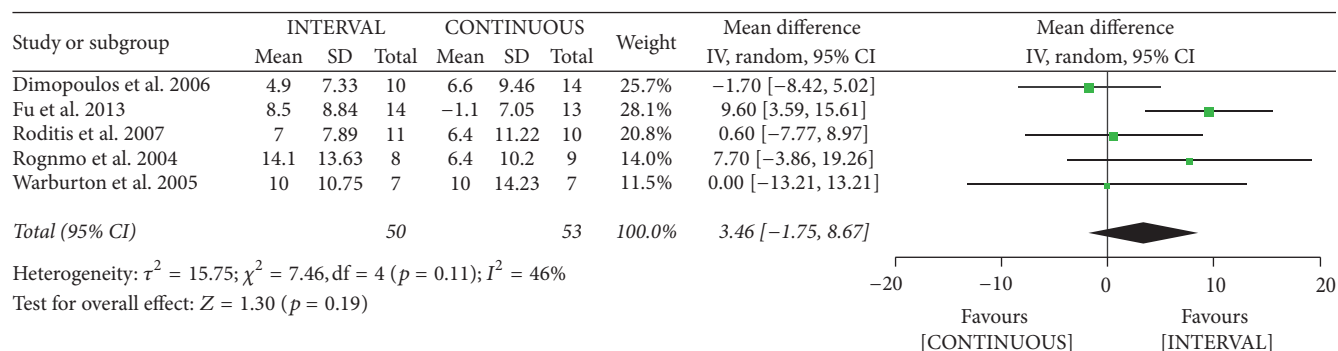 Study or subgroup INTERVAL CONTINUOUS Weight Mean difference Mean difference
Mean SD Total Mean SD Total IV, random, 95% CI IV, random, 95% CI
Dimopoulos et al. 2006 4.9 7.33 10 6.6 9.46 14 25.7% −1.70 [−8.42, 5.02]
Fu et al. 2013 8.5 8.84 14 −1.1 7.05 13 28.1% 9.60 [3.59, 15.61]
Roditis et al. 2007 7 7.89 11 6.4 11.22 10 20.8% 0.60 [−7.77, 8.97]
Rognmo et al. 2004 14.1 13.63 8 6.4 10.2 9 14.0% 7.70 [−3.86, 19.26]
Warburton et al. 2005 10 10.75 7 10 14.23 7 11.5% 0.00 [−13.21, 13.21]
Total (95% CI) 50 53 100.0% 3.46 [−1.75, 8.67]
Heterogeneity: τ² = 15.75; χ² = 7.46, df = 4 (p = 0.11); I² = 46%
Test for overall effect: Z = 1.30 (p = 0.19)
−20 −10 0 10 20
Favours Favours
[CONTINUOUS] [INTERVAL]